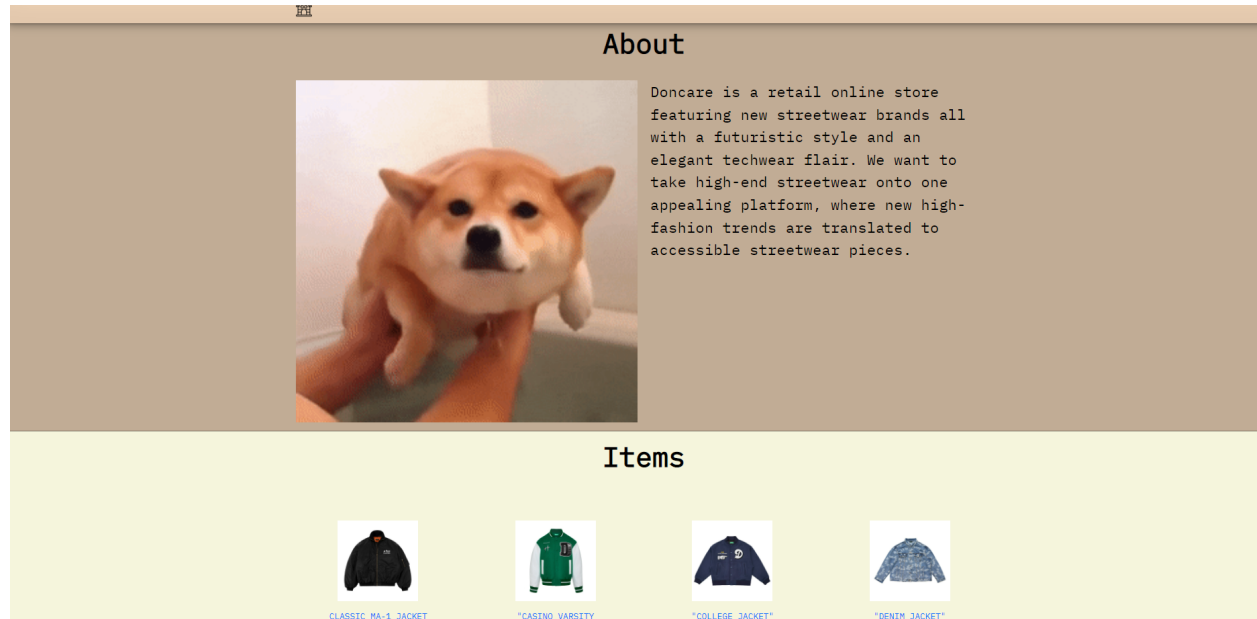 About
Doncare is a retail online store
featuring new streetwear brands all
with a futuristic style and an
elegant techwear flair. We want to
take high-end streetwear onto one
appealing platform, where new high-
fashion trends are translated to
accessible streetwear pieces.
Items
CLASSIC MA-1 JACKET
"CASINO VARSITY
"COLLEGE JACKET"
"DENIM JACKET"